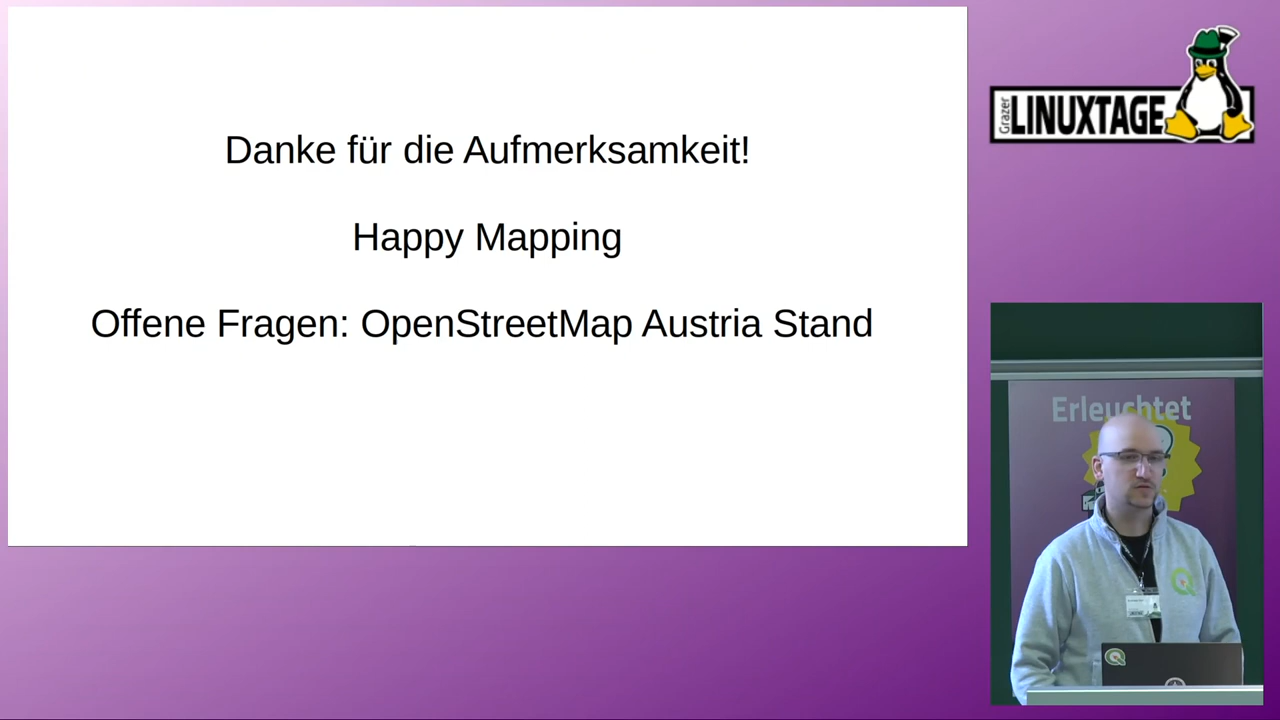 Danke für die Aufmerksamkeit!
Happy Mapping
Offene Fragen: OpenStreetMap Austria Stand
Grazer
LINUXTAGE
Erleuchtet